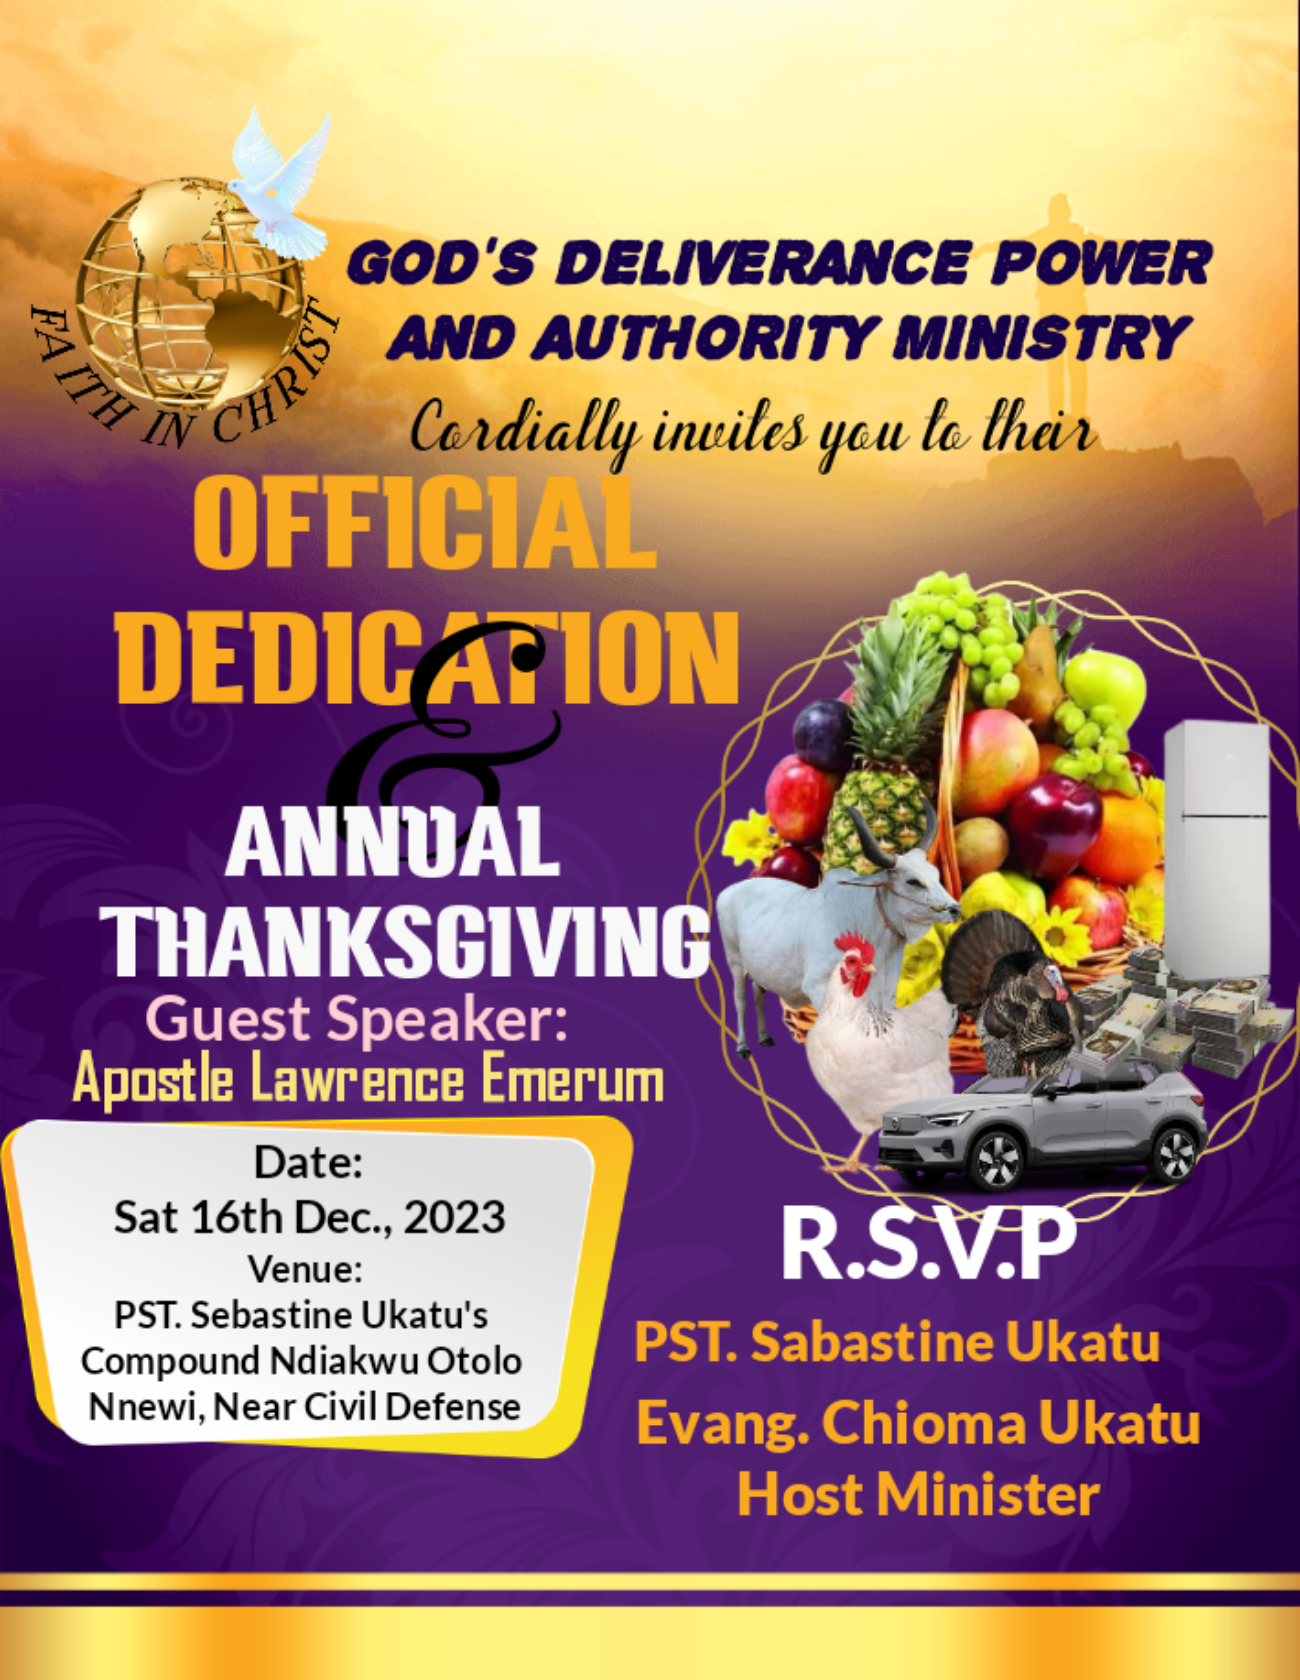 FAITH IN CHRIST
GOD'S DELIVERANCE POWER
AND AUTHORITY MINISTRY
Cordially invites you to their
OFFICIAL
DEDICATION
&
ANNUAL
THANKSGIVING
Guest Speaker:
Apostle Lawrence Emerum
Date:
Sat 16th Dec., 2023
Venue:
PST. Sebastine Ukatu's
Compound Ndiakwu Otolo
Nnewi, Near Civil Defense
R.S.V.P
PST. Sabastine Ukatu
Evang. Chioma Ukatu
Host Minister